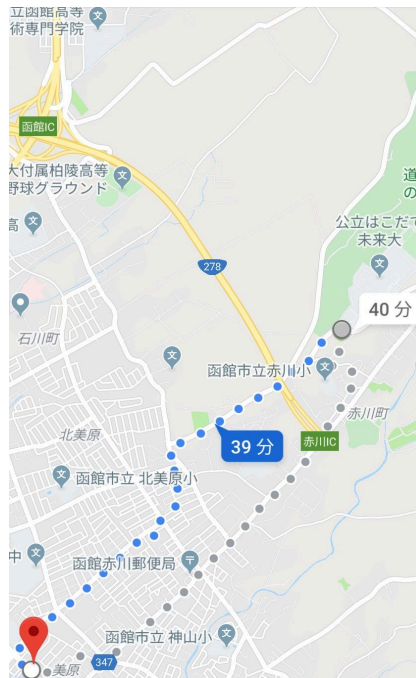 立函館高等
術専門学院
函館IC
大付属柏陵高等
野球グラウンド
道
の
高
公立はこだて
未来大
278
40 分
石川町
函館市立赤川小
赤川町
北美原
39 分
赤川IC
函館市立 北美原小
中
函館赤川郵便局
函館市立 神山小
347
美原